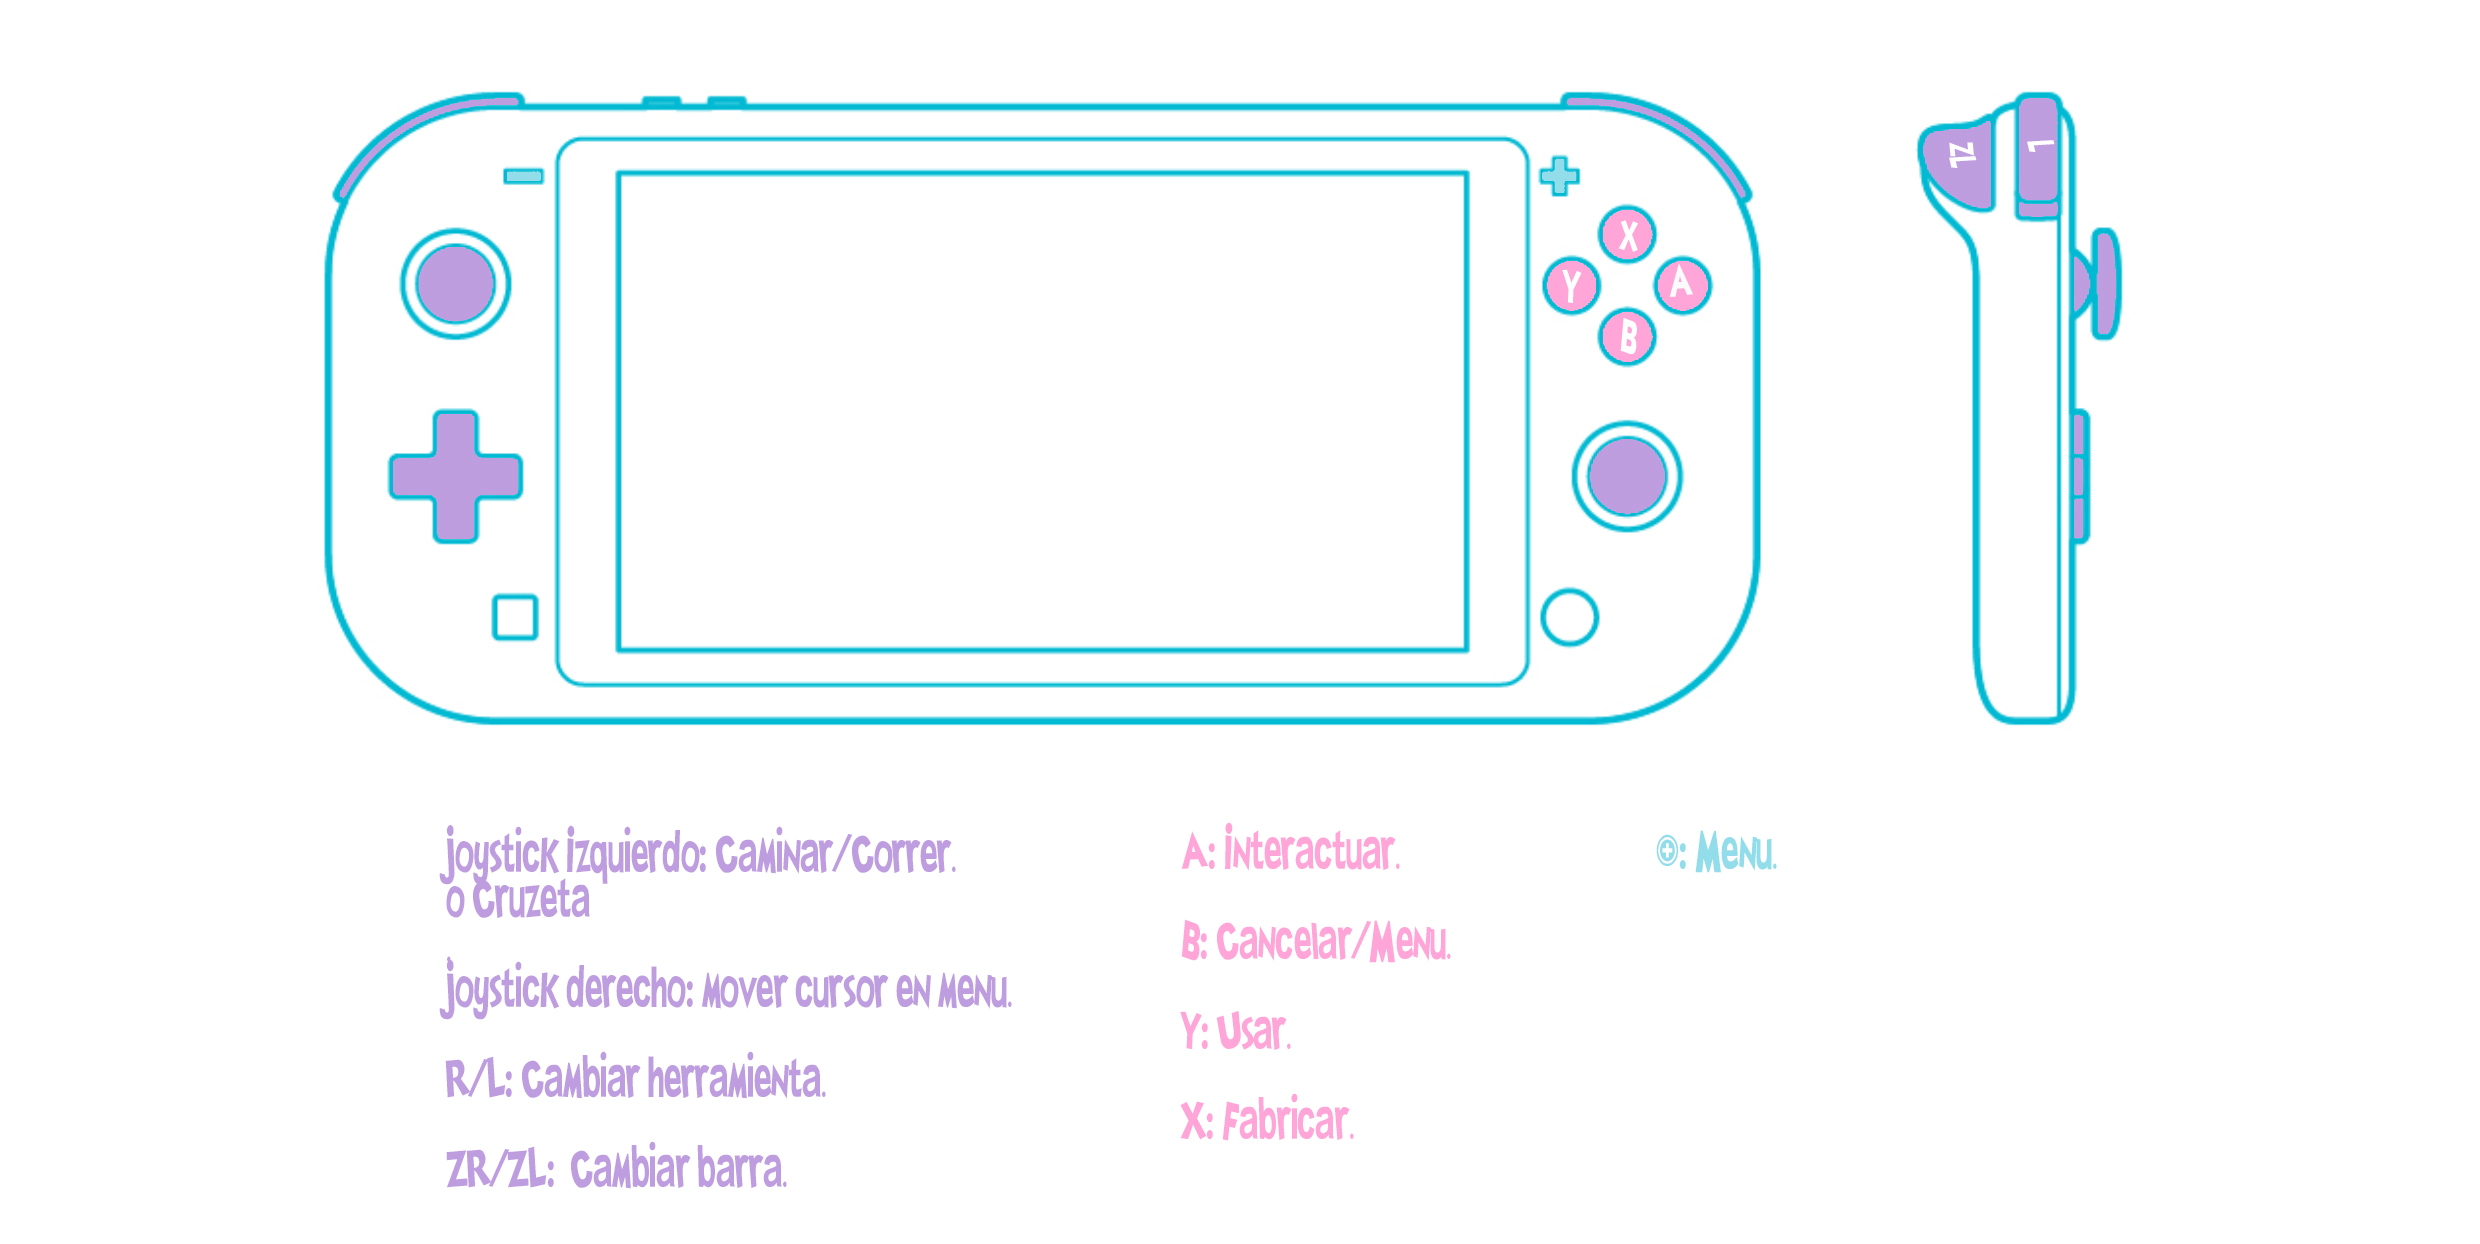 X
Y
A
B
ZL
L
Joystick izquierdo: Caminar/Correr.
o Cruzeta
Joystick derecho: Mover cursor en menu.
R/L: Cambiar herramienta.
ZR/ZL: Cambiar barra.
A: Interactuar.
B: Cancelar/Menu.
Y: Usar.
X: Fabricar.
⊕: Menu.